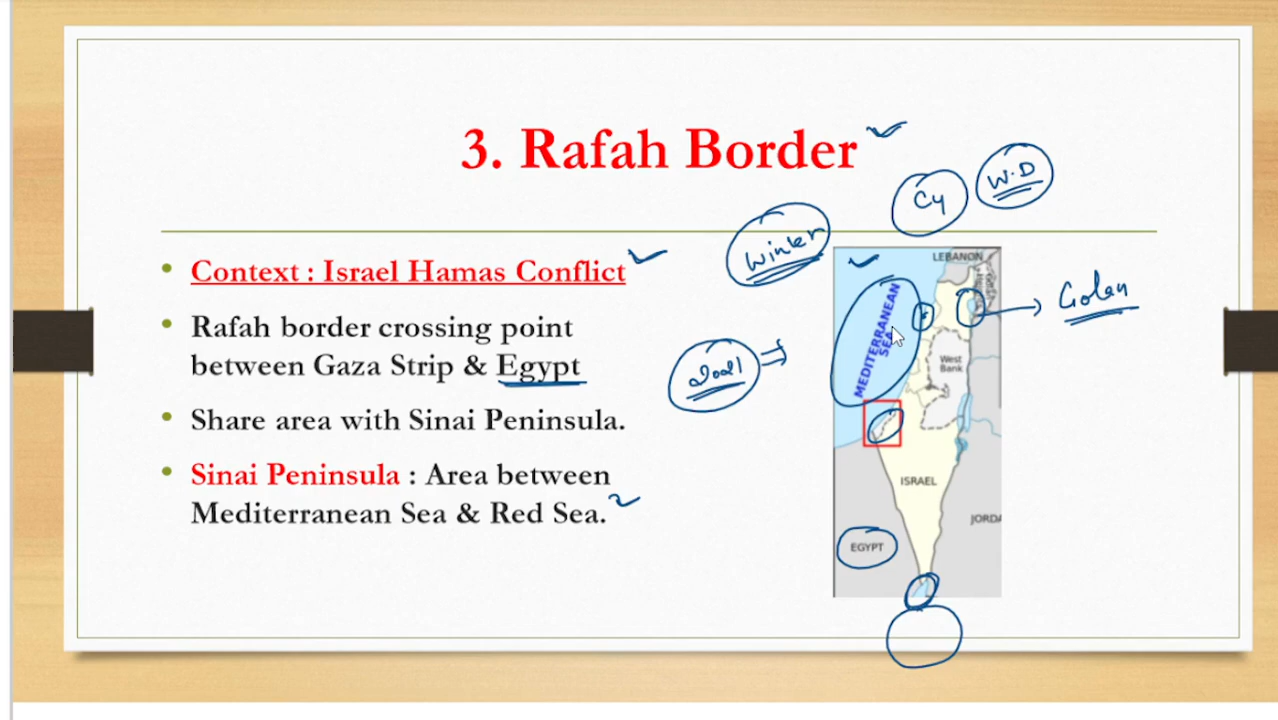 3. Rafah Border
Cy
W.D
Winter
• Context : Israel Hamas Conflict
• Rafah border crossing point
between Gaza Strip & Egypt
• Share area with Sinai Peninsula.
• Sinai Peninsula : Area between
Mediterranean Sea & Red Sea.
LEBANON
Golan
MEDITERRANEAN
SEA
West
Bank
ISRAEL
JORDA
EGYPT